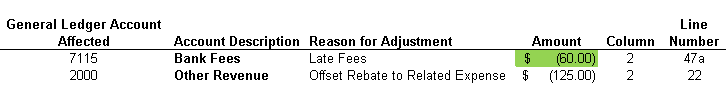 General Ledger Account Line
Affected Account Description Reason for Adjustment Amount Column Number
7115 Bank Fees Late Fees $ (60.00) 2 47a
2000 Other Revenue Offset Rebate to Related Expense $ (125.00) 2 22